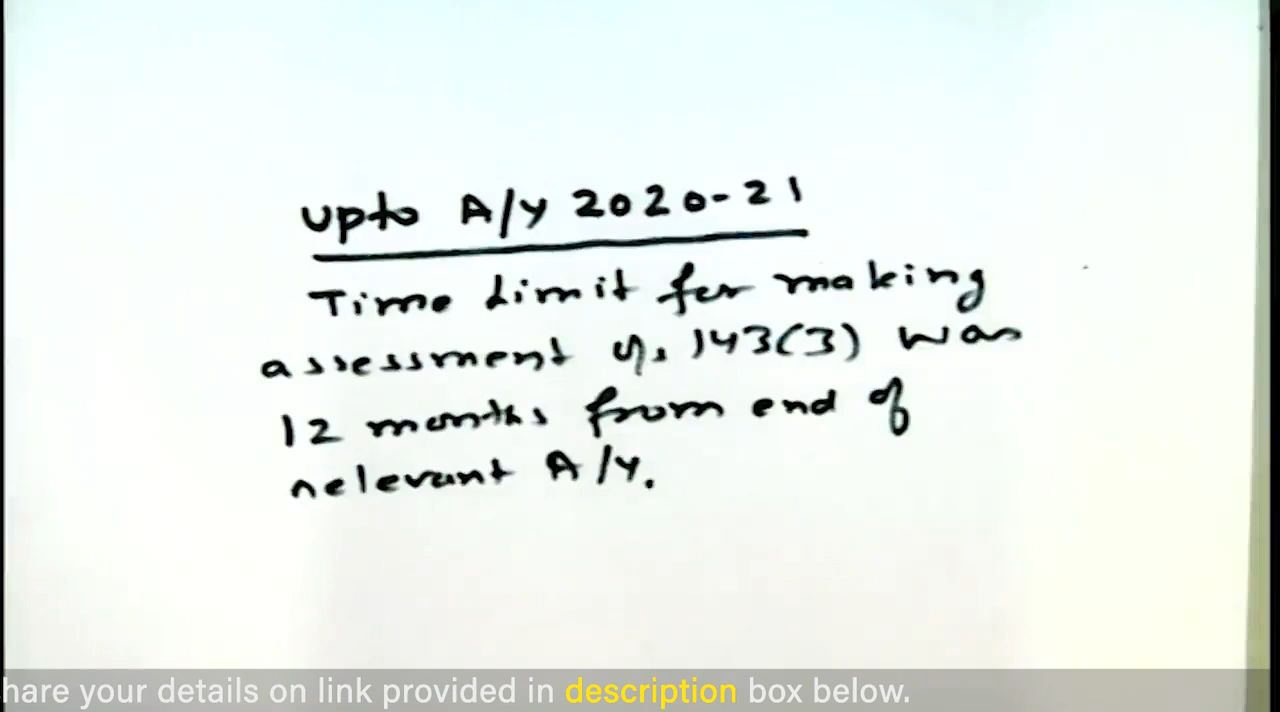 upto A/Y 2020-21
Time Limit for making
assessment u/s 143(3) was
12 months from end of
relevant A/Y.
hare your details on link provided in description box below.